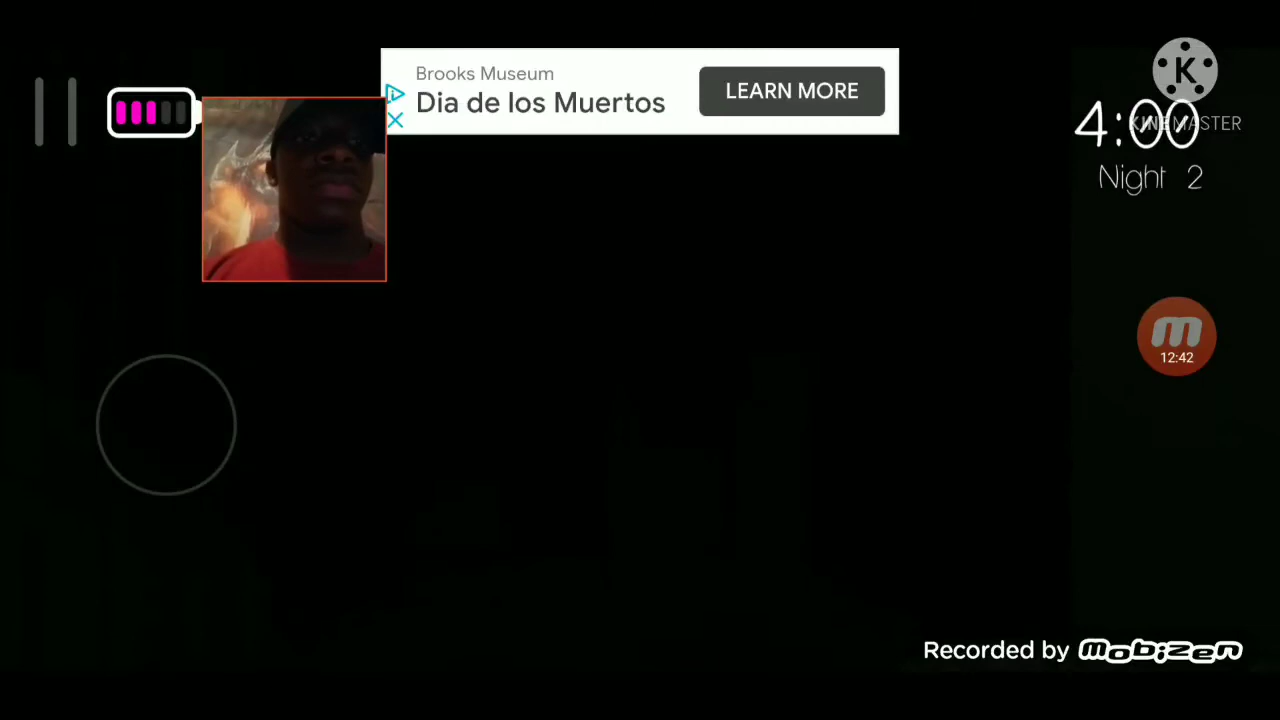 Brooks Museum
Dia de los Muertos
LEARN MORE
K
KINEMASTER
4:00
Night 2
m
12:42
Recorded by mobizen